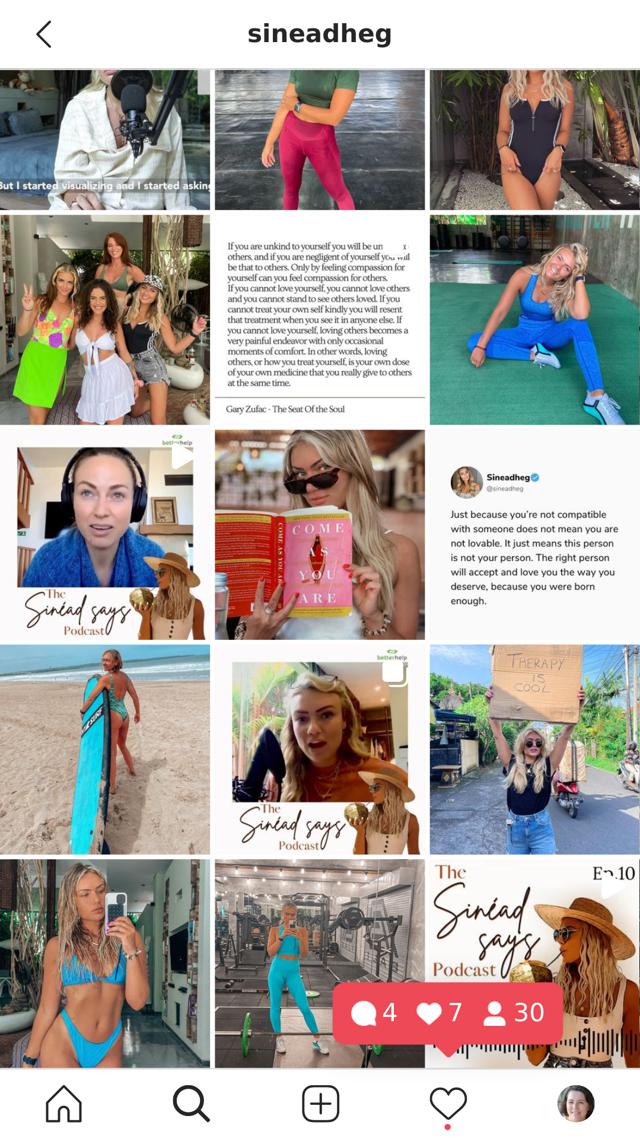 sineadheg
But I started visualizing and I started asking
If you are unkind to yourself you will be un
others, and if you are negligent of yourself you will
be that to others. Only by feeling compassion for
yourself can you feel compassion for others.
If you cannot love yourself, you cannot love others
and you cannot stand to see others loved. If you
cannot treat your own self kindly you will resent
that treatment when you see it in anyone else. If
you cannot love yourself, loving others becomes a
very painful endeavor with only occasional
moments of comfort. In other words, loving
others, or how you treat yourself, is your own dose
of your own medicine that you really give to others
at the same time.
Gary Zufac - The Seat Of the Soul
betterhelp
The
Sinéad says
Podcast
COME
AS
YOU
ARE
COME AS YOU ARE
Sineadheg
@sineadheg
Just because you're not compatible
with someone does not mean you are
not lovable. It just means this person
is not your person. The right person
will accept and love you the way you
deserve, because you were born
enough.
betterhelp
The
Sinéad says
Podcast
THERAPY
IS
COOL
The
Ep.10
Sinéad
says
Podcast
4 7 30